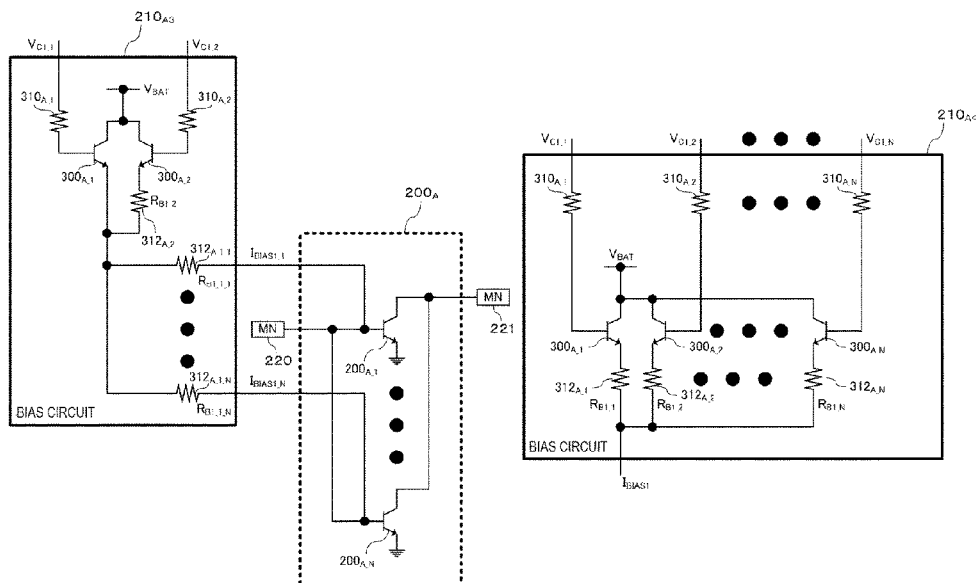 210A3
VC1_1
VC1_2
310A_1
310A_2
VBAT
300A_1
300A_2
RB1_2
312A_2
312A_1_1
IBIAS1_1
RB1_1_1
312A_1_N
IBIAS1_N
RB1_1_N
BIAS CIRCUIT
200A
MN
220
MN
221
200A_1
200A_N
210A4
VC1_1
VC1_2
VC1_N
310A_1
310A_2
310A_N
VBAT
300A_1
300A_2
300A_N
312A_1
312A_2
312A_N
RB1_1
RB1_2
RB1_N
BIAS CIRCUIT
IBIAS1